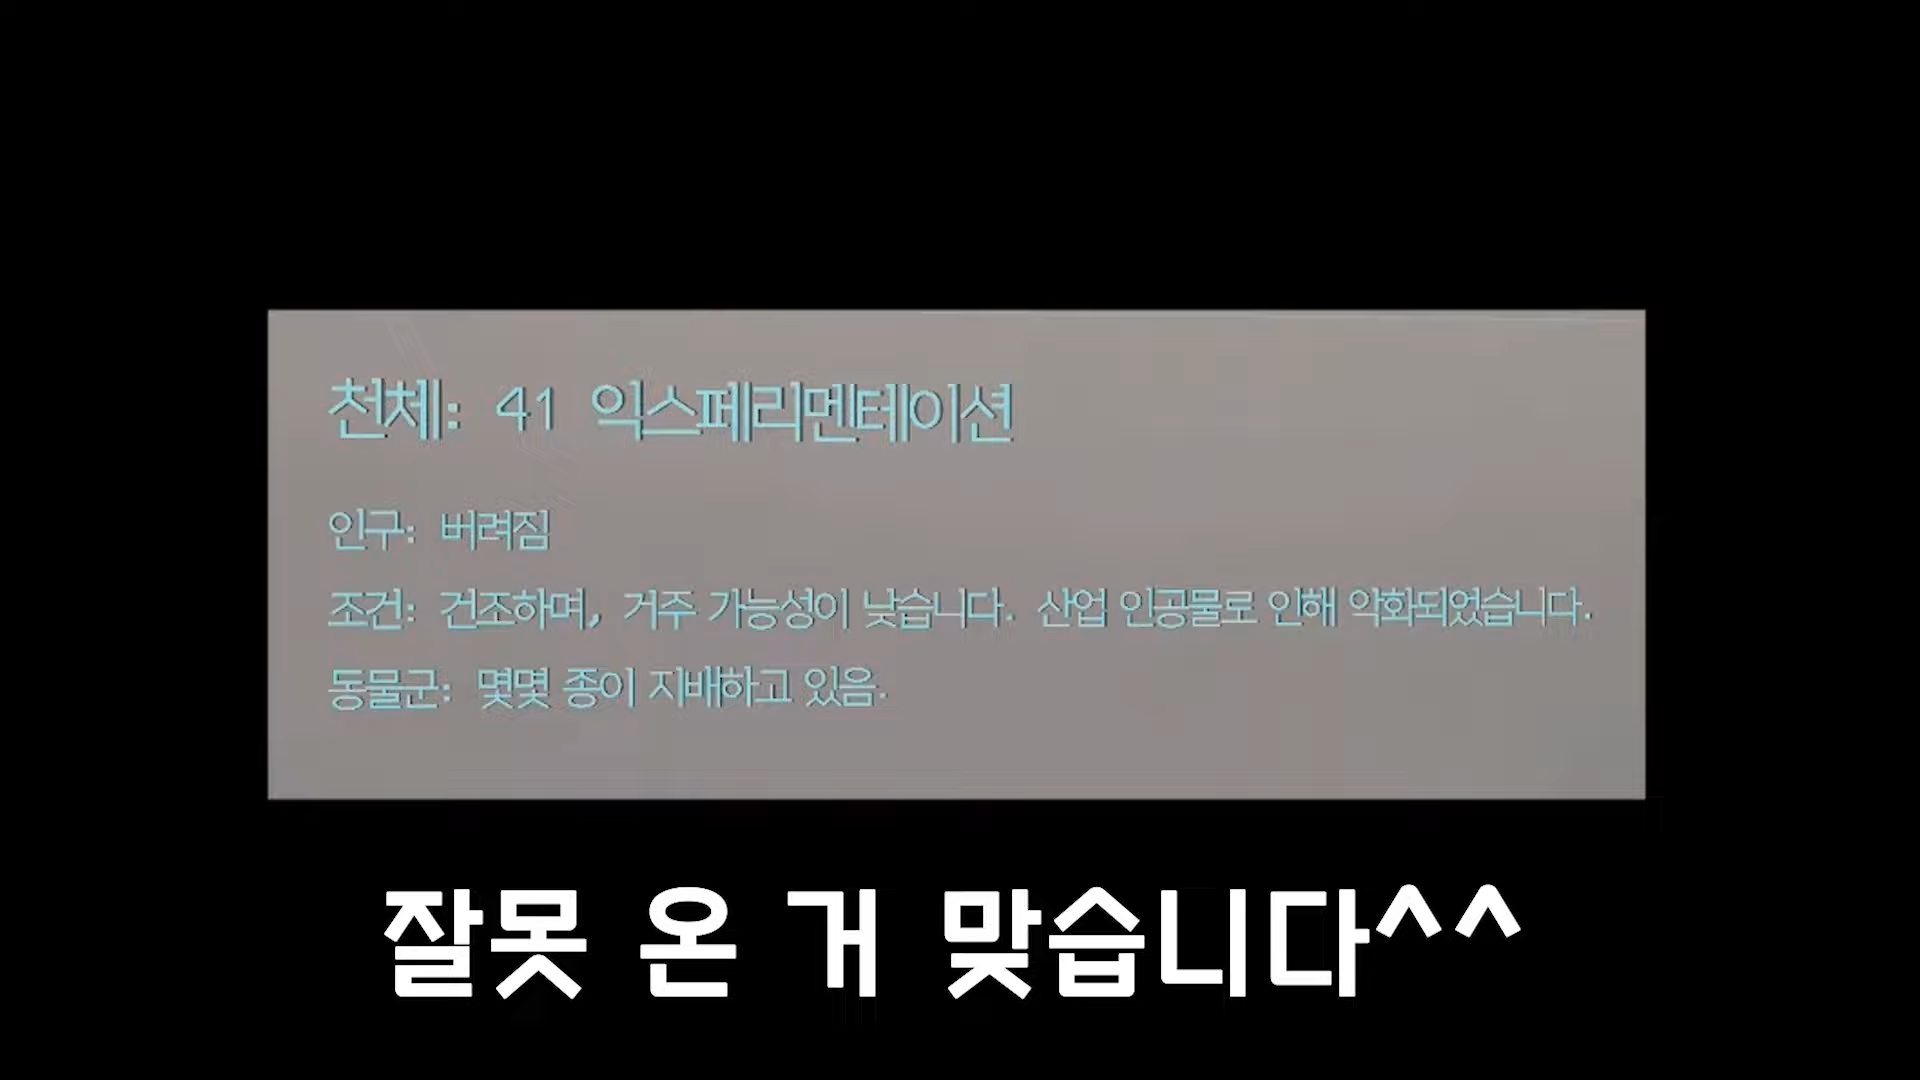 천체: 41 익스페리멘테이션
인구: 버려짐
조건: 건조하며, 거주 가능성이 낮습니다. 산업 인공물로 인해 악화되었습니다.
동물군: 몇몇 종이 지배하고 있음.
잘못 온 거 맞습니다^^